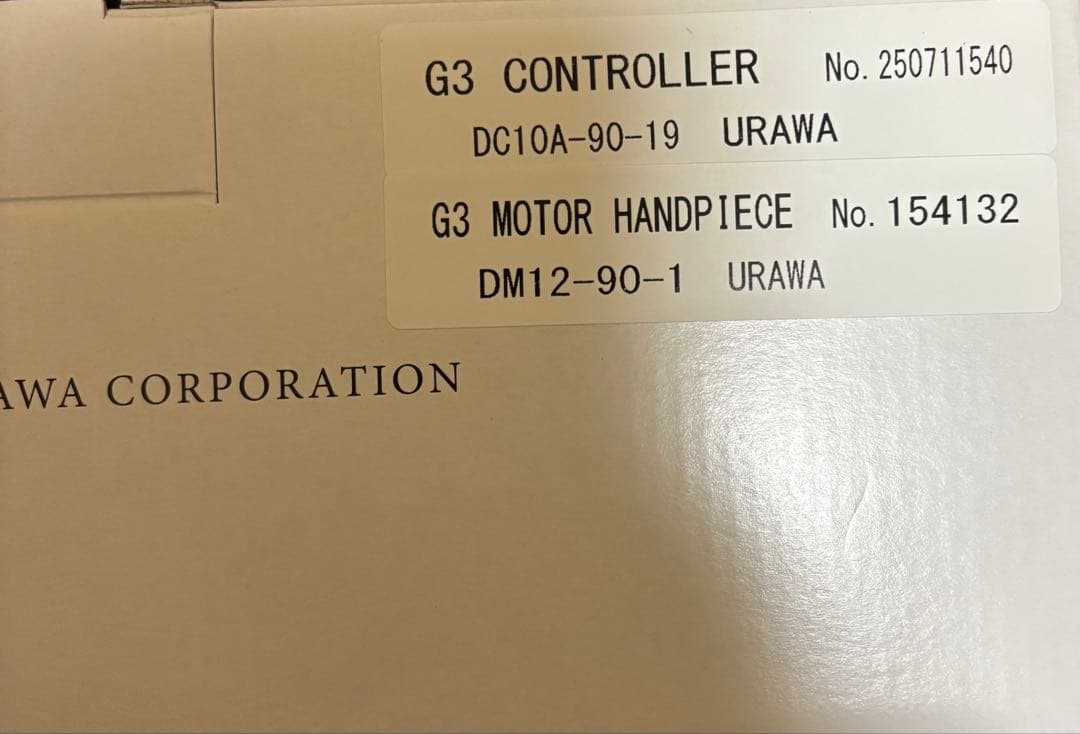 G3 CONTROLLER No. 250711540
DC10A-90-19 URAWA
G3 MOTOR HANDPIECE No. 154132
DM12-90-1 URAWA
AWA CORPORATION